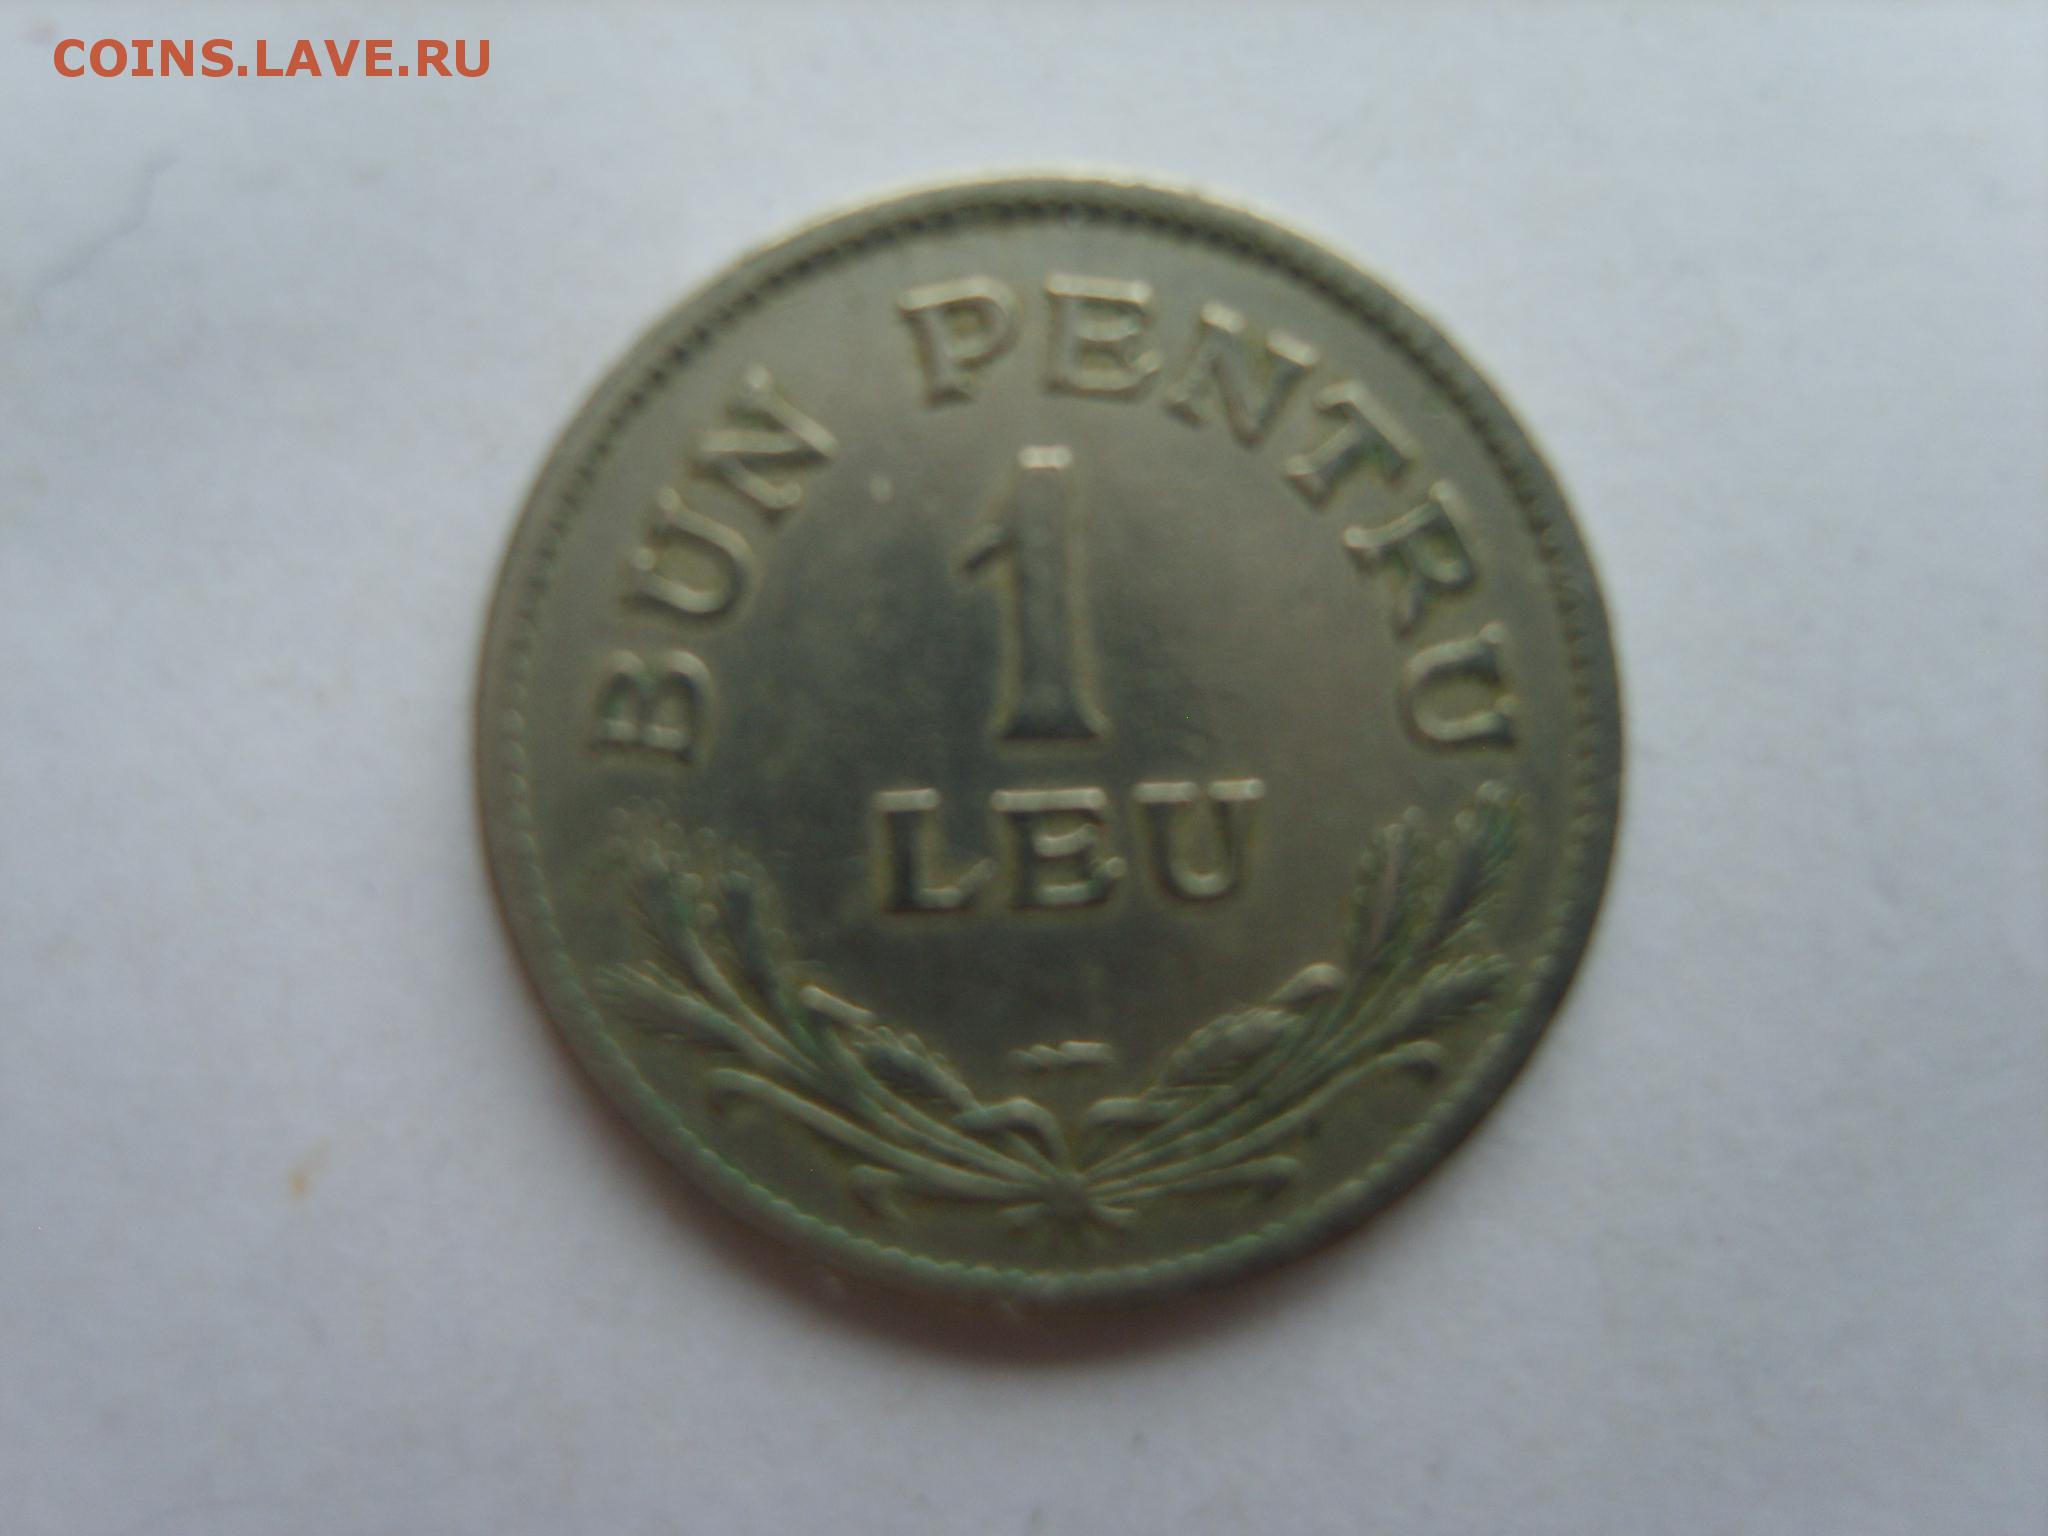 COINS.LAVE.RU
BUN PENTRU
1
LEU